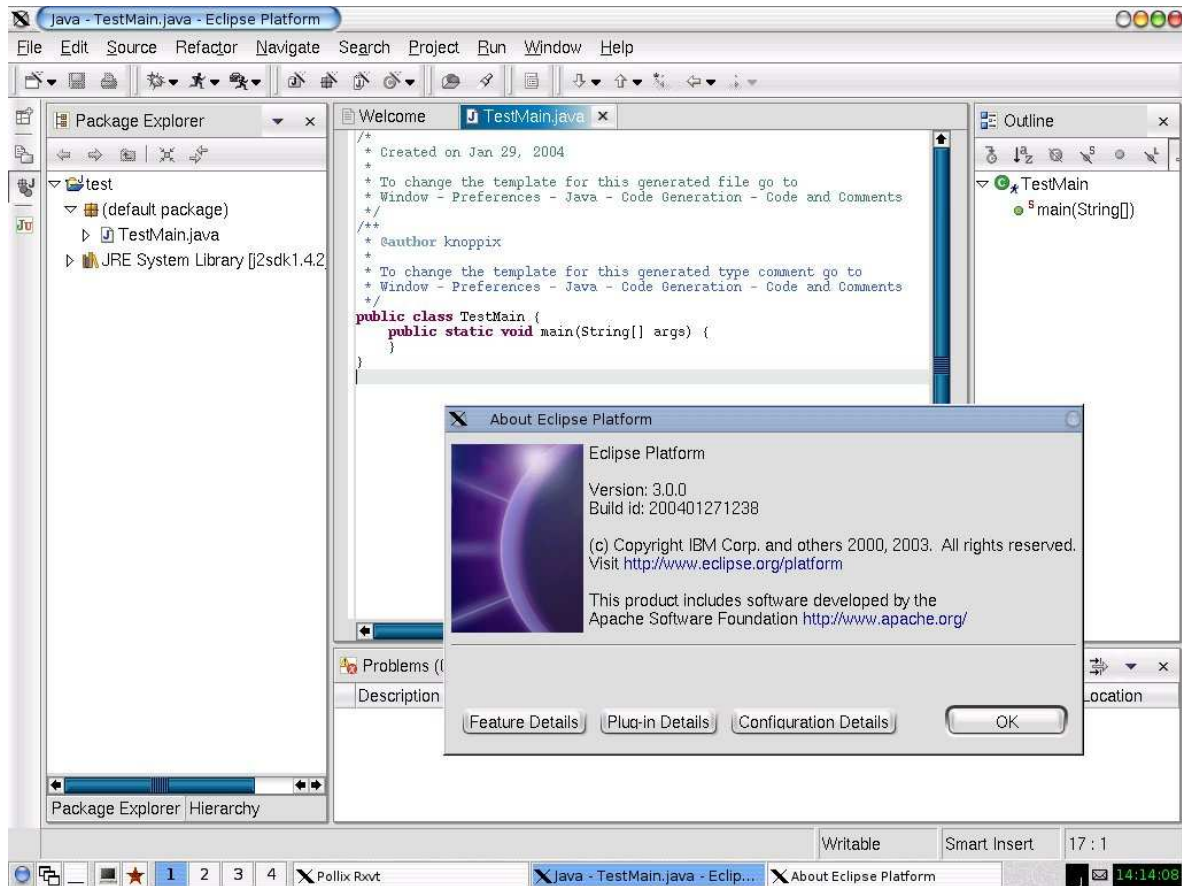 Java - TestMain.java - Eclipse Platform
File Edit Source Refactor Navigate Search Project Run Window Help
Package Explorer
test
(default package)
TestMain.java
JRE System Library [j2sdk1.4.2
Package Explorer Hierarchy
Welcome TestMain.java
/*
* Created on Jan 29, 2004
*
* To change the template for this generated file go to
* Window - Preferences - Java - Code Generation - Code and Comments
*/
/**
* @author knoppix
*
* To change the template for this generated type comment go to
* Window - Preferences - Java - Code Generation - Code and Comments
*/
public class TestMain {
public static void main(String[] args) {
}
}
Outline
TestMain
main(String[])
About Eclipse Platform
Eclipse Platform
Version: 3.0.0
Build id: 200401271238
(c) Copyright IBM Corp. and others 2000, 2003. All rights reserved.
Visit http://www.eclipse.org/platform
This product includes software developed by the
Apache Software Foundation http://www.apache.org/
Feature Details Plug-in Details Configuration Details OK
Problems (
Description Location
Writable Smart Insert 17 : 1
1 2 3 4 Pollix Rxvt Java - TestMain.java - Eclip... About Eclipse Platform 14:14:08